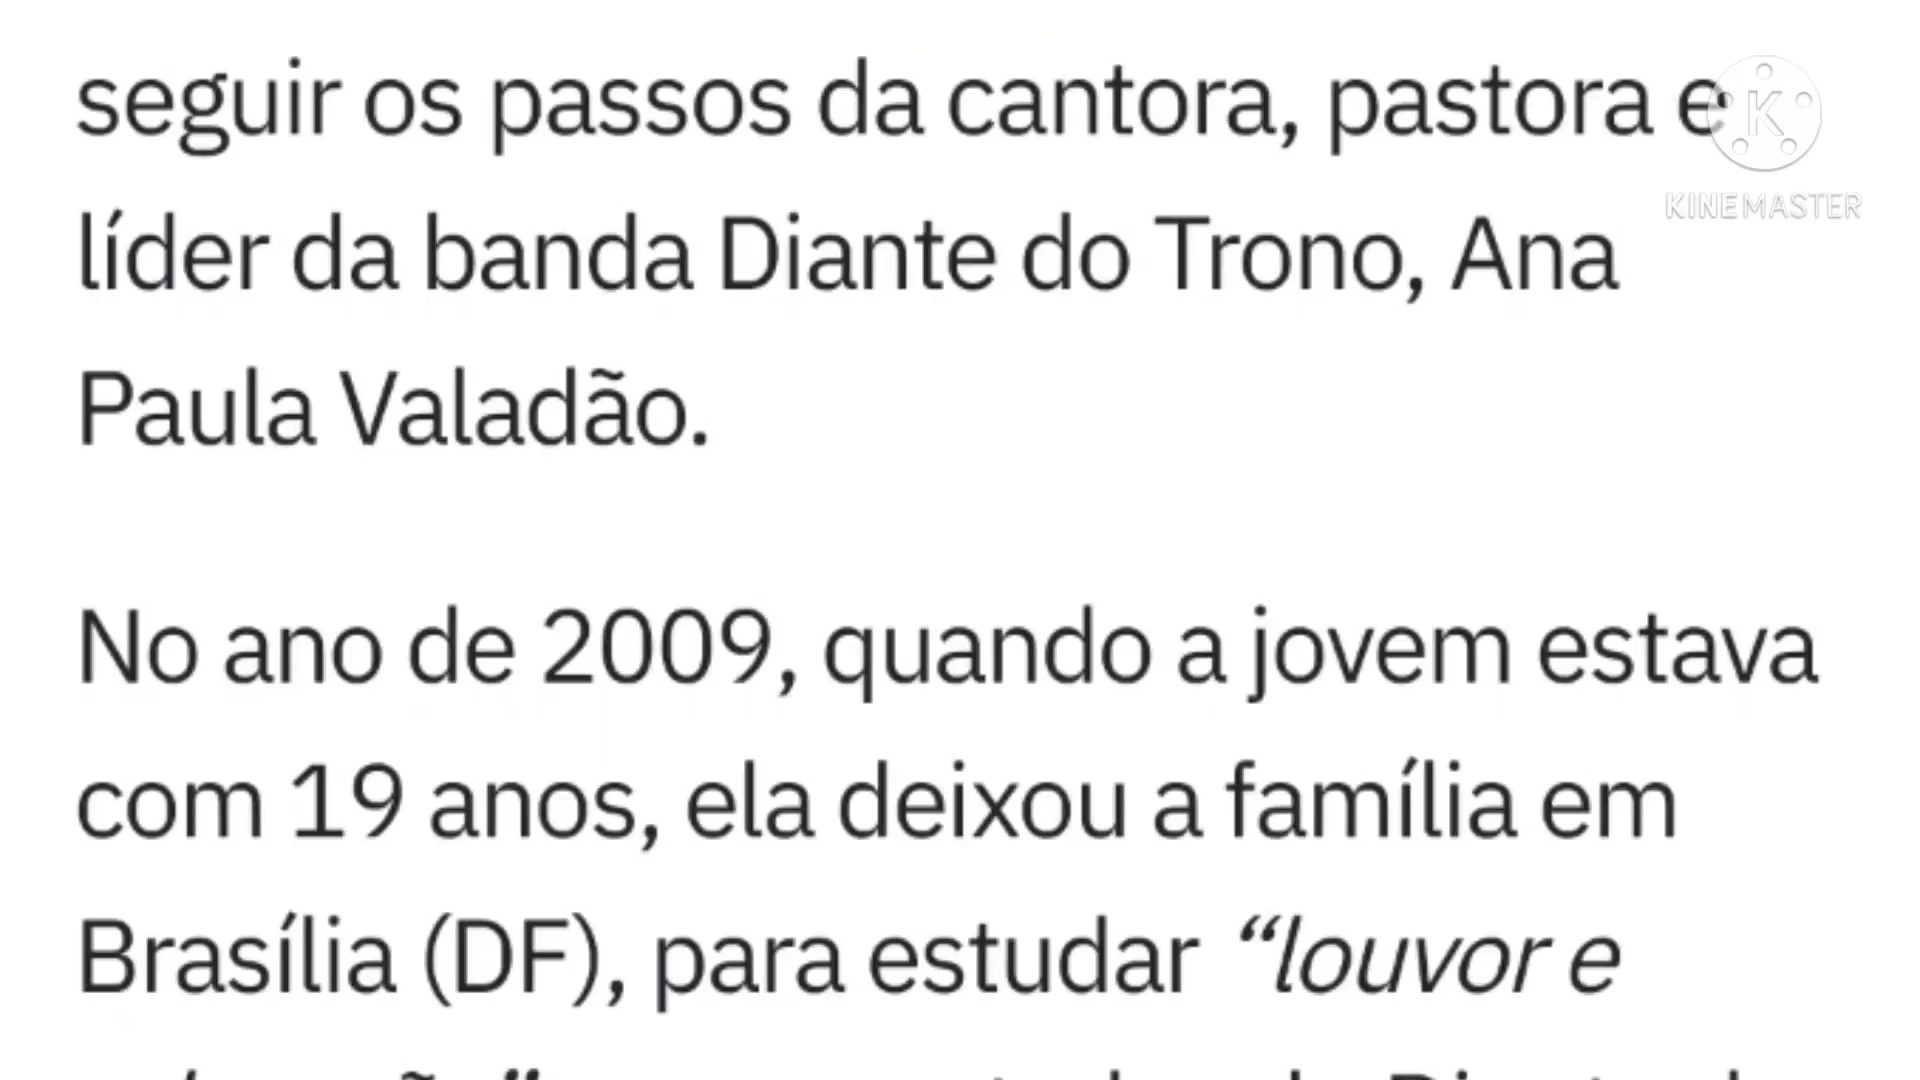 seguir os passos da cantora, pastora e
KINEMASTER
líder da banda Diante do Trono, Ana
Paula Valadão.
No ano de 2009, quando a jovem estava
com 19 anos, ela deixou a família em
Brasília (DF), para estudar “louvor e